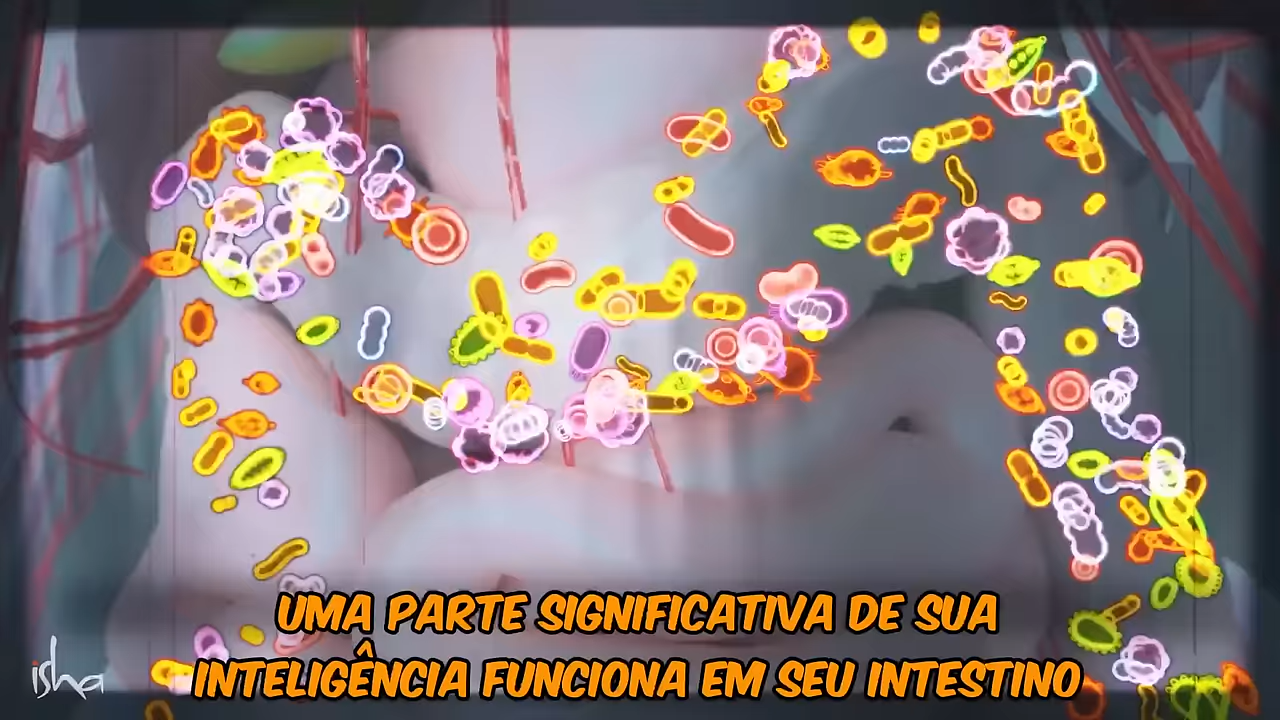 UMA PARTE SIGNIFICATIVA DE SUA
INTELIGÊNCIA FUNCIONA EM SEU INTESTINO
isha